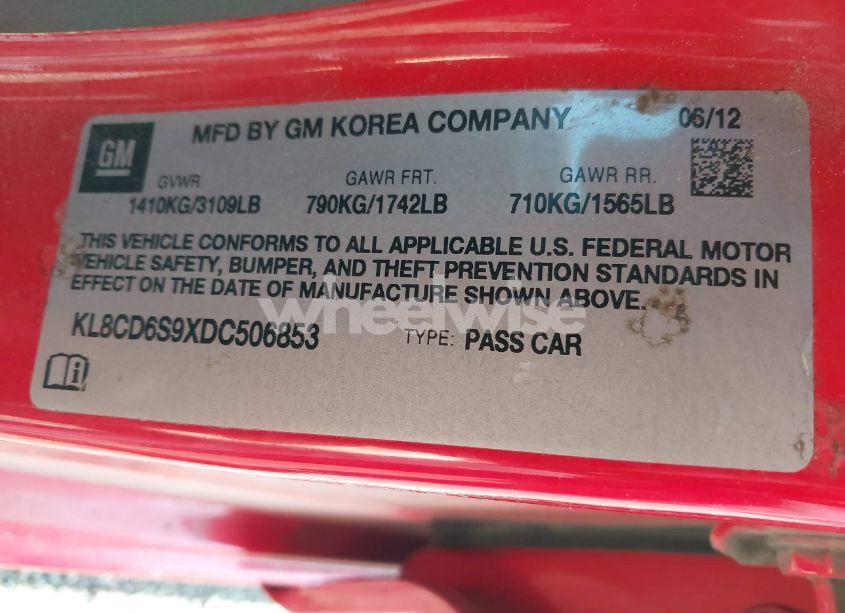 GM
MFD BY GM KOREA COMPANY 06/12
GVWR GAWR FRT. GAWR RR.
1410KG/3109LB 790KG/1742LB 710KG/1565LB
THIS VEHICLE CONFORMS TO ALL APPLICABLE U.S. FEDERAL MOTOR
VEHICLE SAFETY, BUMPER, AND THEFT PREVENTION STANDARDS IN
EFFECT ON THE DATE OF MANUFACTURE SHOWN ABOVE.
wheelwise
KL8CD6S9XDC506853 TYPE: PASS CAR